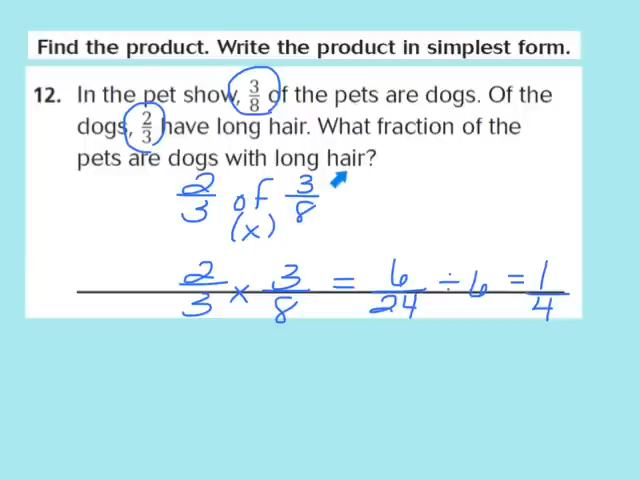 Find the product. Write the product in simplest form.
12. In the pet show, 3/8 of the pets are dogs. Of the
dogs, 2/3 have long hair. What fraction of the
pets are dogs with long hair?
2/3 of 3/8
(x)
2/3 x 3/8 = 6/24 ÷ 6 = 1/4